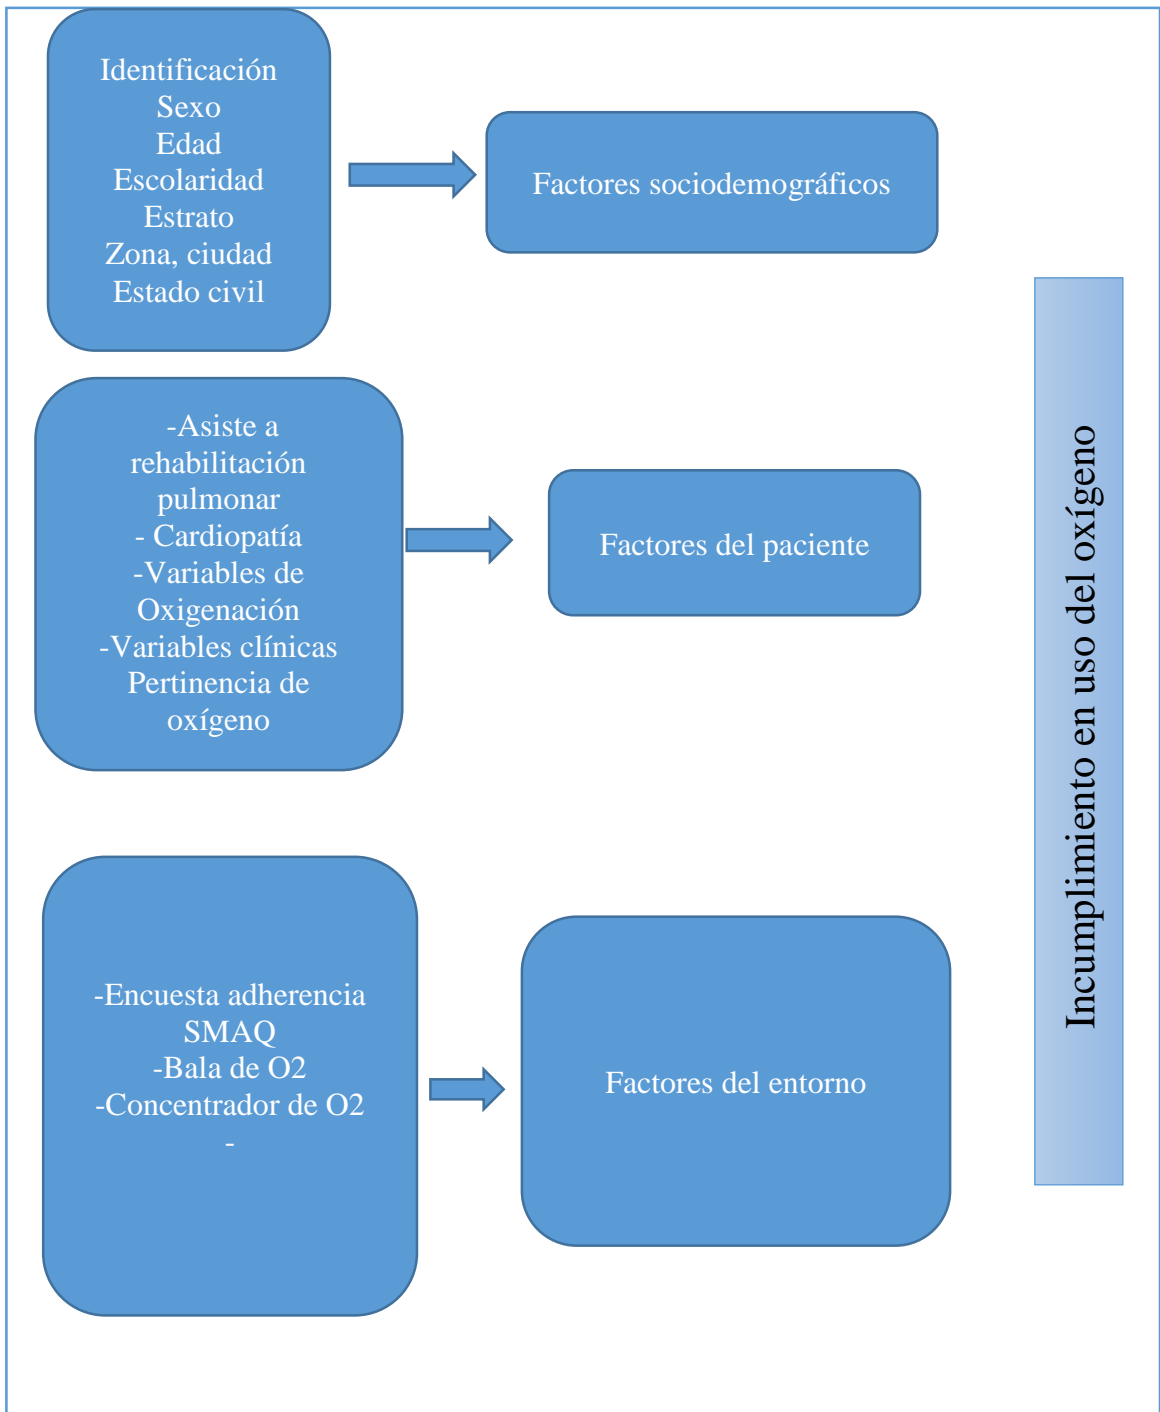 Identificación
Sexo
Edad
Escolaridad
Estrato
Zona, ciudad
Estado civil
Factores sociodemográficos
-Asiste a
rehabilitación
pulmonar
- Cardiopatía
-Variables de
Oxigenación
-Variables clínicas
Pertinencia de
oxígeno
Factores del paciente
-Encuesta adherencia
SMAQ
-Bala de O2
-Concentrador de O2
-
Factores del entorno
Incumplimiento en uso del oxígeno